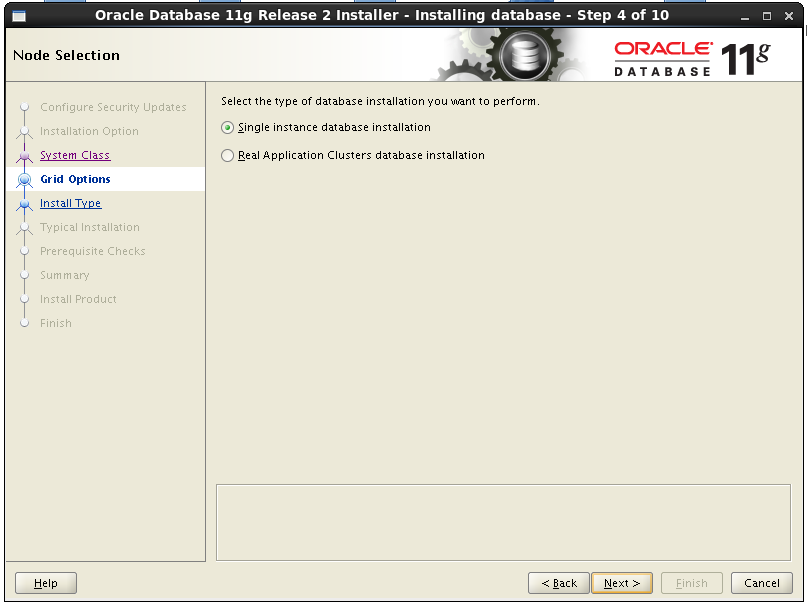 Oracle Database 11g Release 2 Installer - Installing database - Step 4 of 10
Node Selection
ORACLE
DATABASE
11g
Configure Security Updates
Installation Option
System Class
Grid Options
Install Type
Typical Installation
Prerequisite Checks
Summary
Install Product
Finish
Select the type of database installation you want to perform.
Single instance database installation
Real Application Clusters database installation
Help
< Back
Next >
Finish
Cancel